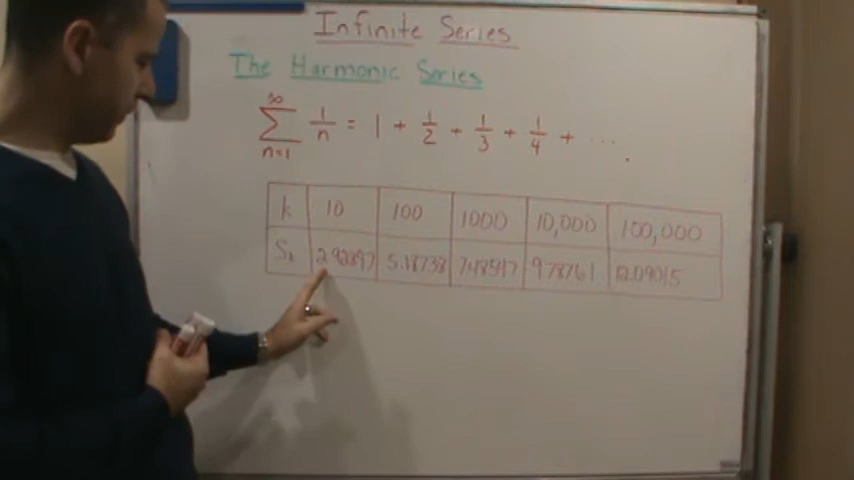 Infinite Series
The Harmonic Series
∞ ∑ n=1 1/n = 1 + 1/2 + 1/3 + 1/4 + ...
k 10 100 1000 10,000 100,000
Sk 2.92897 5.18738 7.48547 9.78761 12.09015